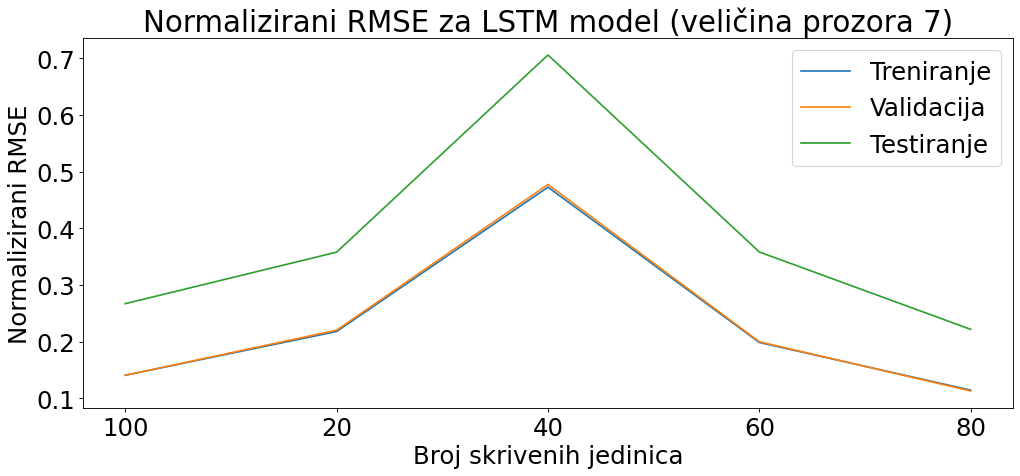 Normalizirani RMSE za LSTM model (veličina prozora 7)
Normalizirani RMSE
0.7
0.6
0.5
0.4
0.3
0.2
0.1
Treniranje
Validacija
Testiranje
100 20 40 60 80
Broj skrivenih jedinica